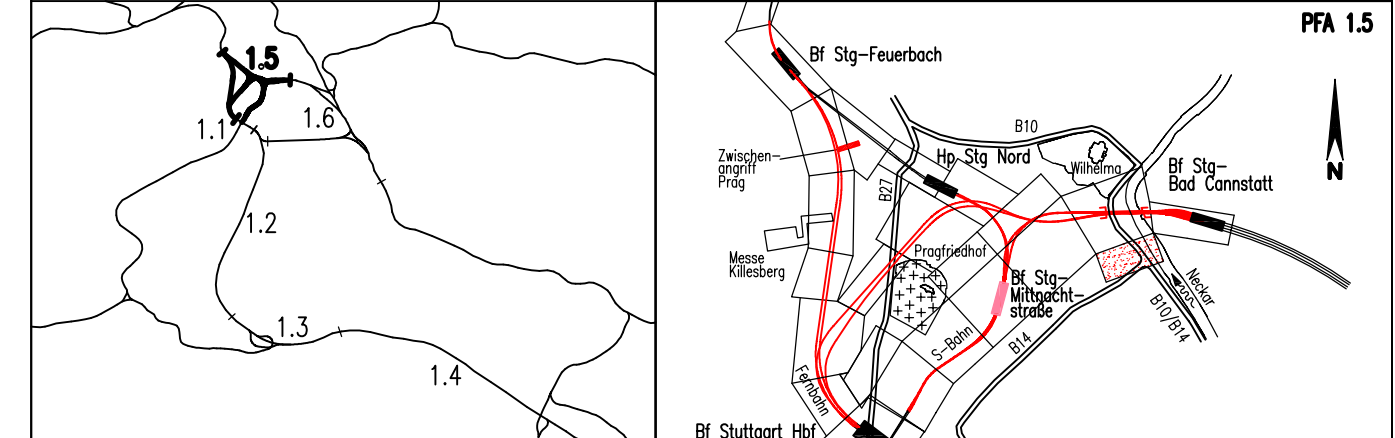 1.5
1.1
1.6
1.2
1.3
1.4
PFA 1.5
Bf Stg-Feuerbach
B10
Zwischen-
angriff
Prag
Hp Stg Nord
Wilhelma
Bf Stg-
Bad Cannstatt
N
B27
Messe
Killesberg
Pragfriedhof
Bf Stg-
Mittnacht-
straße
Neckar
B10/B14
S-Bahn
B14
Fernbahn
Bf Stuttgart Hbf